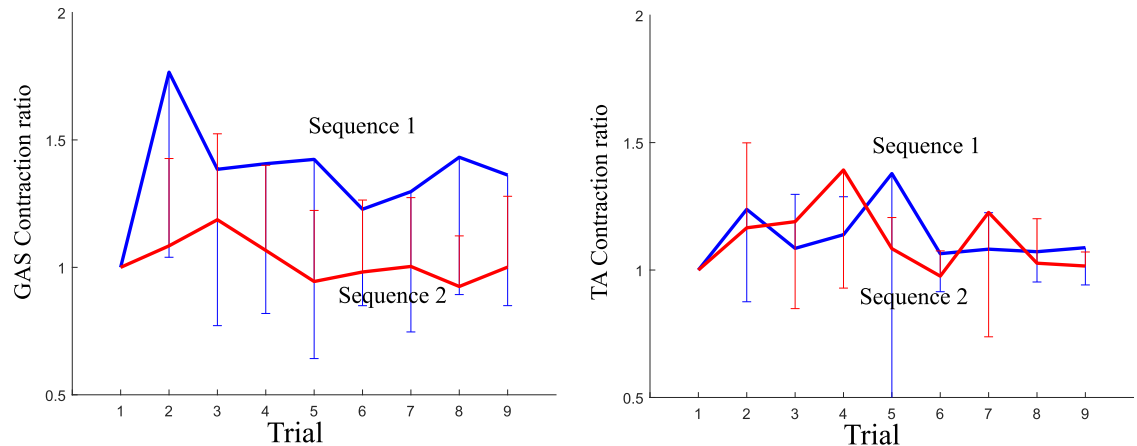 GAS Contraction ratio
2
1.5
1
0.5
Sequence 1
Sequence 2
1 2 3 4 5 6 7 8 9
Trial
TA Contraction ratio
2
1.5
1
0.5
Sequence 1
Sequence 2
1 2 3 4 5 6 7 8 9
Trial